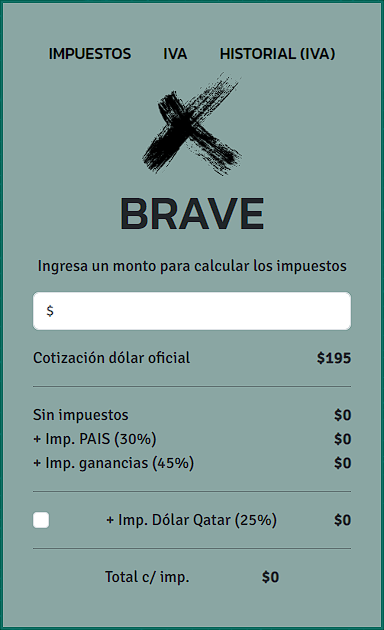 IMPUESTOS IVA HISTORIAL (IVA)
BRAVE
Ingresa un monto para calcular los impuestos
$
Cotización dólar oficial $195
Sin impuestos $0
+ Imp. PAIS (30%) $0
+ Imp. ganancias (45%) $0
+ Imp. Dólar Qatar (25%) $0
Total c/ imp. $0